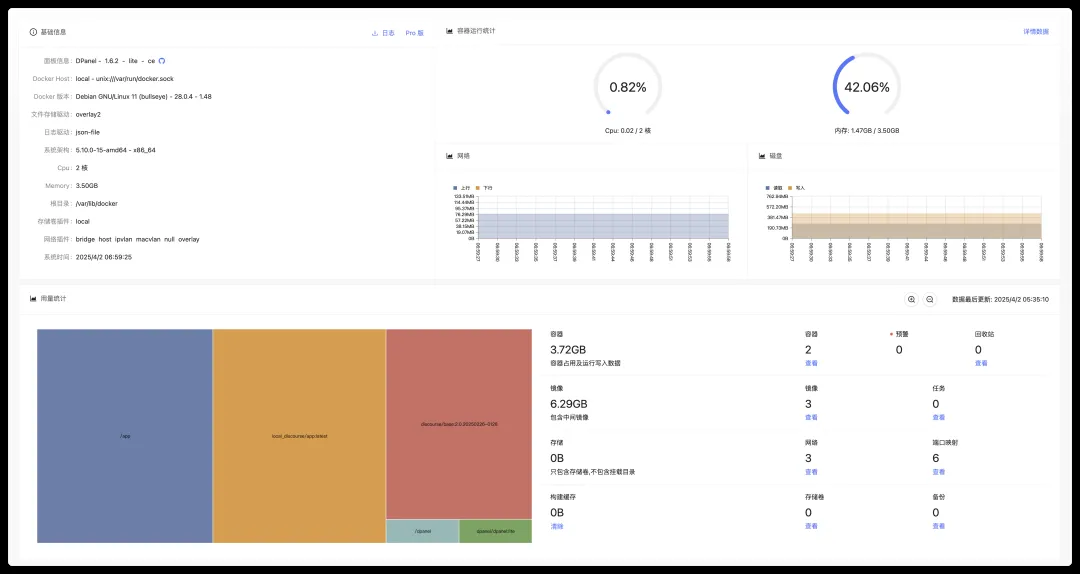 基础信息
日志 Pro 版
面板信息: DPanel - 1.6.2 - lite - ce
Docker Host: local - unix:///var/run/docker.sock
Docker 版本: Debian GNU/Linux 11 (bullseye) - 28.0.4 - 1.48
文件存储驱动: overlay2
日志驱动: json-file
系统架构: 5.10.0-15-amd64 - x86_64
Cpu: 2 核
Memory: 3.50GB
根目录: /var/lib/docker
存储卷插件: local
网络插件: bridge host ipvlan macvlan null overlay
系统时间: 2025/4/2 06:59:25
容器运行统计
详情数据
0.82%
Cpu: 0.02 / 2 核
42.06%
内存: 1.47GB / 3.50GB
网络
上行 下行
133.51MB
114.44MB
95.37MB
76.29MB
57.22MB
38.15MB
19.07MB
0B
磁盘
读取 写入
762.94MB
572.20MB
381.47MB
190.73MB
0B
用量统计
数据最后更新: 2025/4/2 05:35:10
/app
local_discourse/app:latest
/dpanel
dpanel/dpanel:lite
容器
3.72GB
容器占用及运行写入数据
容器
2
查看
预警
0
回收站
0
查看
镜像
6.29GB
包含中间镜像
镜像
3
查看
任务
0
查看
存储
0B
只包含存储卷,不包含挂载目录
网络
3
查看
端口映射
6
查看
构建缓存
0B
清除
存储卷
0
查看
备份
0
查看